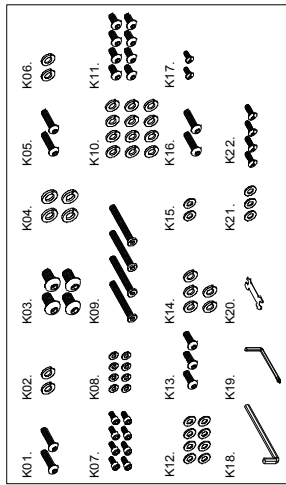 K01. K02. K03. K04. K05. K06.
K07. K08. K09. K10. K11.
K12. K13. K14. K15. K16. K17.
K18. K19. K20. K21. K22.